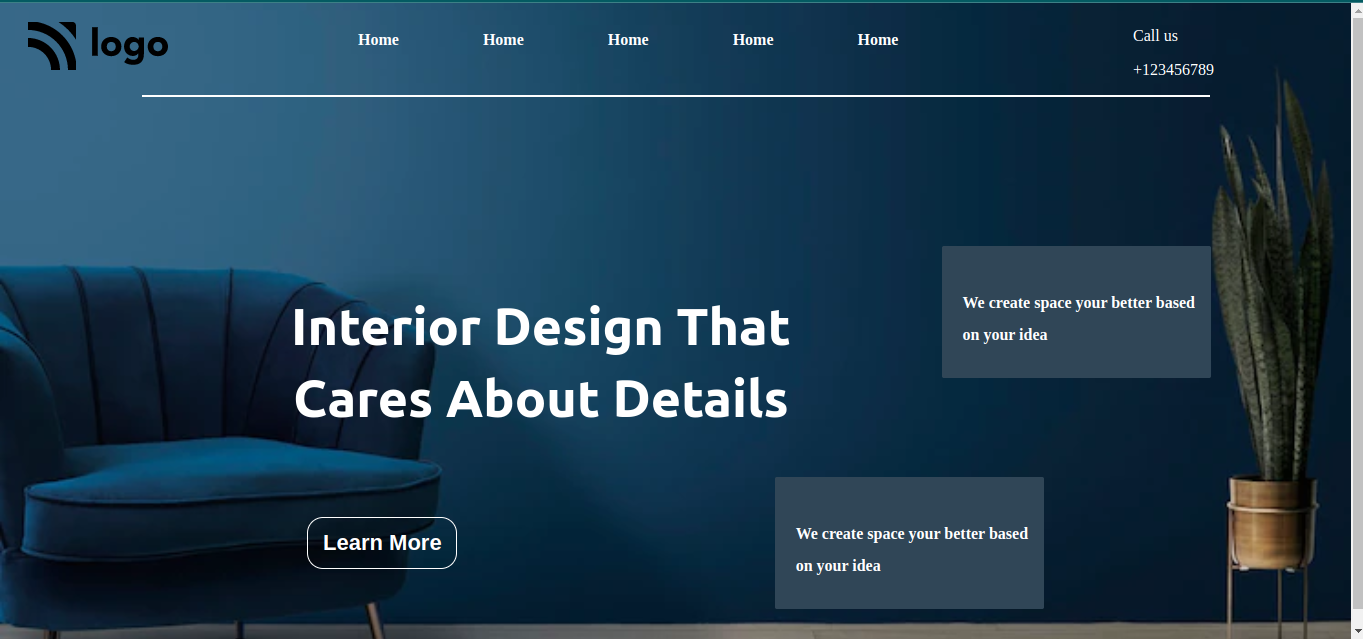 logo
Home
Home
Home
Home
Home
Call us
+123456789
Interior Design That
Cares About Details
Learn More
We create space your better based
on your idea
We create space your better based
on your idea